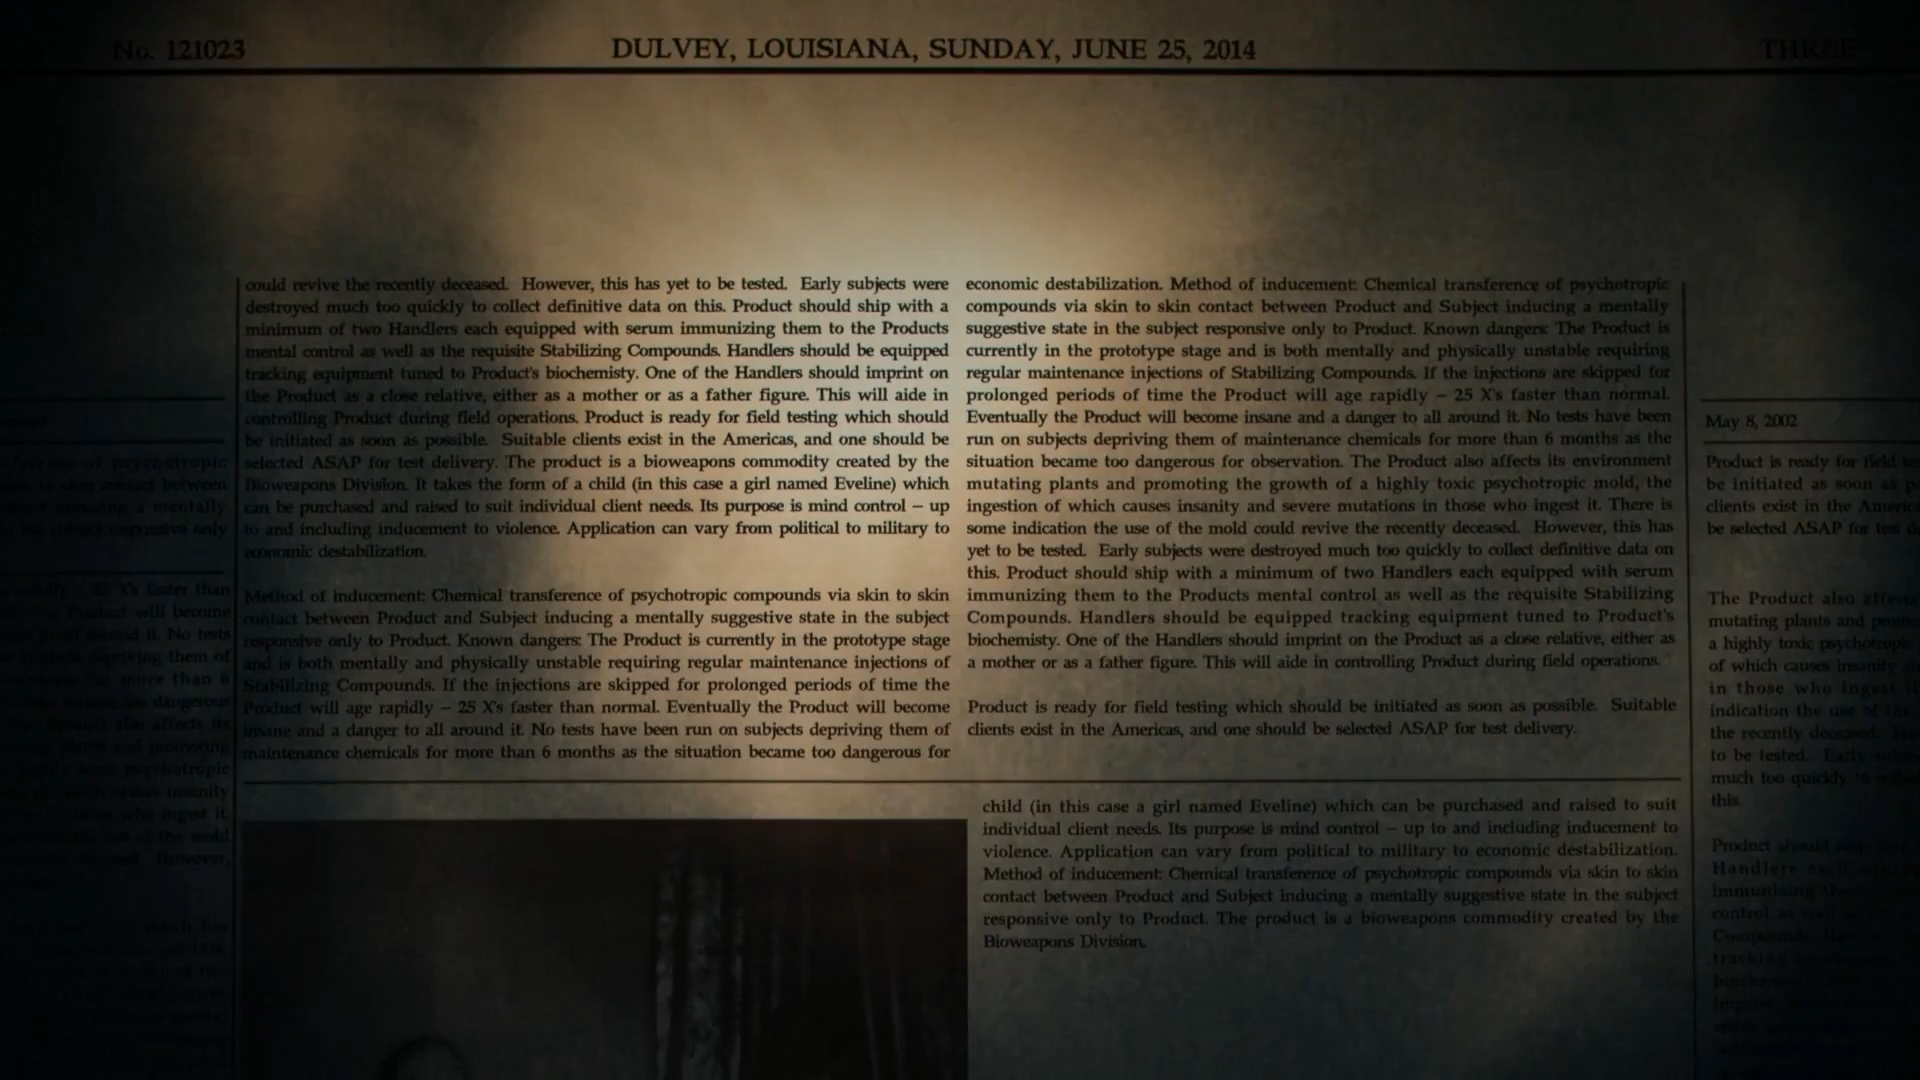 No. 121023
DULVEY, LOUISIANA, SUNDAY, JUNE 25, 2014
THREE
could revive the recently deceased.  However, this has yet to be tested.  Early subjects were
destroyed much too quickly to collect definitive data on this. Product should ship with a
minimum of two Handlers each equipped with serum immunizing them to the Products
mental control as well as the requisite Stabilizing Compounds. Handlers should be equipped
tracking equipment tuned to Product's biochemisty. One of the Handlers should imprint on
the Product as a close relative, either as a mother or as a father figure. This will aide in
controlling Product during field operations. Product is ready for field testing which should
be initiated as soon as possible.  Suitable clients exist in the Americas, and one should be
selected ASAP for test delivery. The product is a bioweapons commodity created by the
Bioweapons Division. It takes the form of a child (in this case a girl named Eveline) which
can be purchased and raised to suit individual client needs. Its purpose is mind control – up
to and including inducement to violence. Application can vary from political to military to
economic destabilization.
Method of inducement: Chemical transference of psychotropic compounds via skin to skin
contact between Product and Subject inducing a mentally suggestive state in the subject
responsive only to Product. Known dangers: The Product is currently in the prototype stage
and is both mentally and physically unstable requiring regular maintenance injections of
Stabilizing Compounds. If the injections are skipped for prolonged periods of time the
Product will age rapidly – 25 X's faster than normal. Eventually the Product will become
insane and a danger to all around it. No tests have been run on subjects depriving them of
maintenance chemicals for more than 6 months as the situation became too dangerous for
economic destabilization. Method of inducement: Chemical transference of psychotropic
compounds via skin to skin contact between Product and Subject inducing a mentally
suggestive state in the subject responsive only to Product. Known dangers: The Product is
currently in the prototype stage and is both mentally and physically unstable requiring
regular maintenance injections of Stabilizing Compounds. If the injections are skipped for
prolonged periods of time the Product will age rapidly – 25 X's faster than normal.
Eventually the Product will become insane and a danger to all around it. No tests have been
run on subjects depriving them of maintenance chemicals for more than 6 months as the
situation became too dangerous for observation. The Product also affects its environment
mutating plants and promoting the growth of a highly toxic psychotropic mold, the
ingestion of which causes insanity and severe mutations in those who ingest it. There is
some indication the use of the mold could revive the recently deceased.  However, this has
yet to be tested.  Early subjects were destroyed much too quickly to collect definitive data on
this. Product should ship with a minimum of two Handlers each equipped with serum
immunizing them to the Products mental control as well as the requisite Stabilizing
Compounds. Handlers should be equipped tracking equipment tuned to Product's
biochemisty. One of the Handlers should imprint on the Product as a close relative, either as
a mother or as a father figure. This will aide in controlling Product during field operations.
Product is ready for field testing which should be initiated as soon as possible.  Suitable
clients exist in the Americas, and one should be selected ASAP for test delivery.
child (in this case a girl named Eveline) which can be purchased and raised to suit
individual client needs. Its purpose is mind control – up to and including inducement to
violence. Application can vary from political to military to economic destabilization.
Method of inducement: Chemical transference of psychotropic compounds via skin to skin
contact between Product and Subject inducing a mentally suggestive state in the subject
responsive only to Product. The product is a bioweapons commodity created by the
Bioweapons Division.
May 8, 2002
Product is ready for field
be initiated as soon as
clients exist in the
be selected ASAP for test
The Product also
mutating plants and
a highly toxic psychotropic
of which causes insanity
in those who ingest
indication the use of the
the recently deceased.
to be tested. Early
much too quickly to
this.
Product should
Handlers